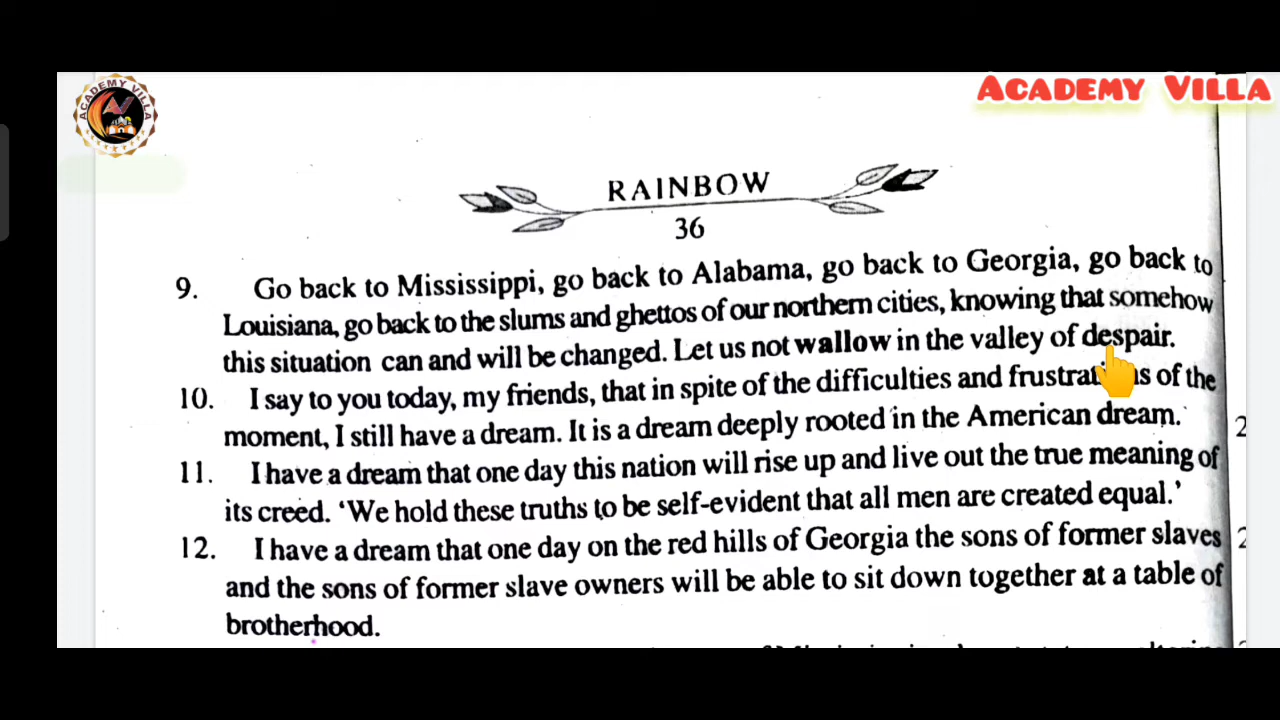 ACADEMY VILLA
ACADEMY VILLA
RAINBOW
36
9. Go back to Mississippi, go back to Alabama, go back to Georgia, go back to
Louisiana, go back to the slums and ghettos of our northern cities, knowing that somehow
this situation can and will be changed. Let us not wallow in the valley of despair.
10. I say to you today, my friends, that in spite of the difficulties and of the
moment, I still have a dream. It is a dream deeply rooted in the American dream.
11. I have a dream that one day this nation will rise up and live out the true meaning of
its creed. 'We hold these truths to be self-evident that all men are created equal.'
12. I have a dream that one day on the red hills of Georgia the sons of former slaves
and the sons of former slave owners will be able to sit down together at a table of
brotherhood.